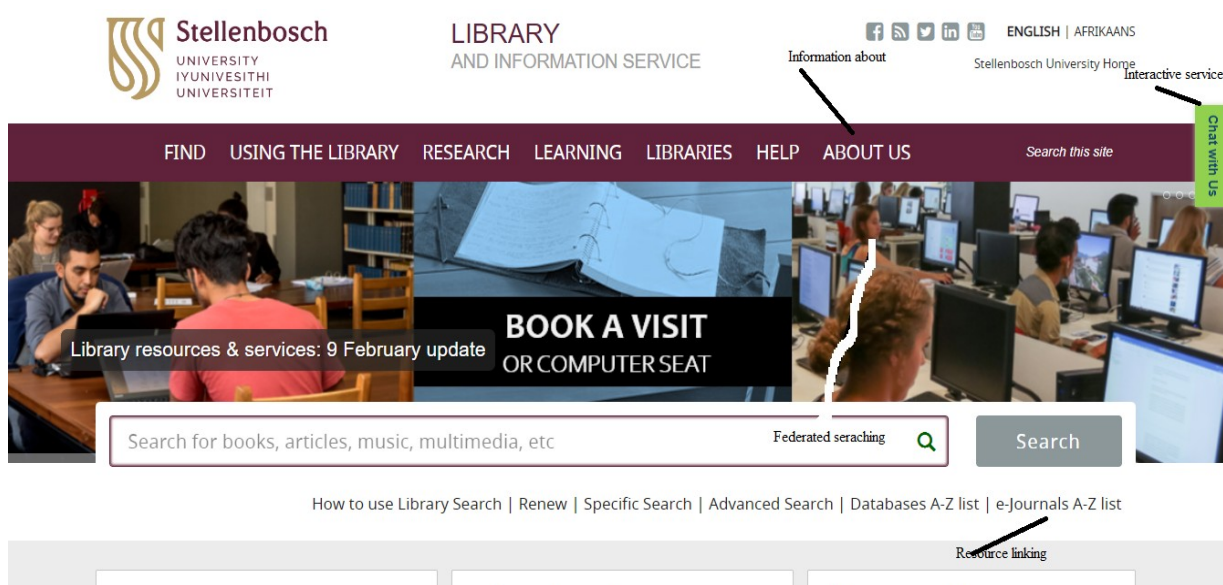 Stellenbosch
UNIVERSITY
IYUNIVESITHI
UNIVERSITEIT
LIBRARY
AND INFORMATION SERVICE
ENGLISH | AFRIKAANS
Information about
Stellenbosch University Home
Interactive service
FIND USING THE LIBRARY RESEARCH LEARNING LIBRARIES HELP ABOUT US Search this site
Chat with Us
BOOK A VISIT
OR COMPUTER SEAT
Library resources & services: 9 February update
Search for books, articles, music, multimedia, etc
Federated seraching
Search
How to use Library Search | Renew | Specific Search | Advanced Search | Databases A-Z list | e-Journals A-Z list
Resource linking